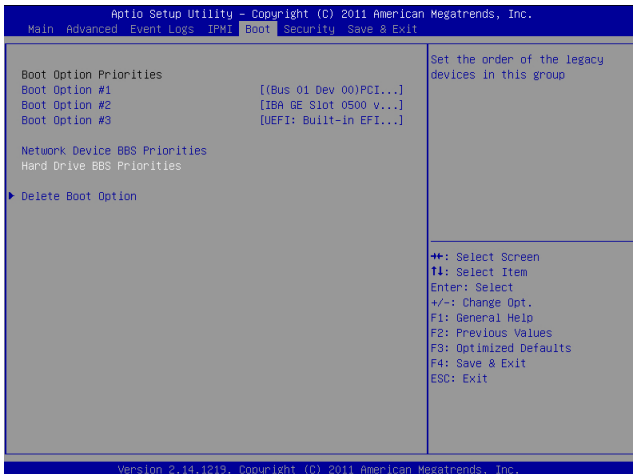 Aptio Setup Utility – Copyright (C) 2011 American Megatrends, Inc.
Main Advanced Event Logs IPMI Boot Security Save & Exit
Boot Option Priorities
Boot Option #1 [(Bus 01 Dev 00)PCI...]
Boot Option #2 [IBA GE Slot 0500 v...]
Boot Option #3 [UEFI: Built-in EFI...]
Network Device BBS Priorities
Hard Drive BBS Priorities
Delete Boot Option
Set the order of the legacy
devices in this group
→←: Select Screen
↑↓: Select Item
Enter: Select
+/-: Change Opt.
F1: General Help
F2: Previous Values
F3: Optimized Defaults
F4: Save & Exit
ESC: Exit
Version 2.14.1219. Copyright (C) 2011 American Megatrends, Inc.